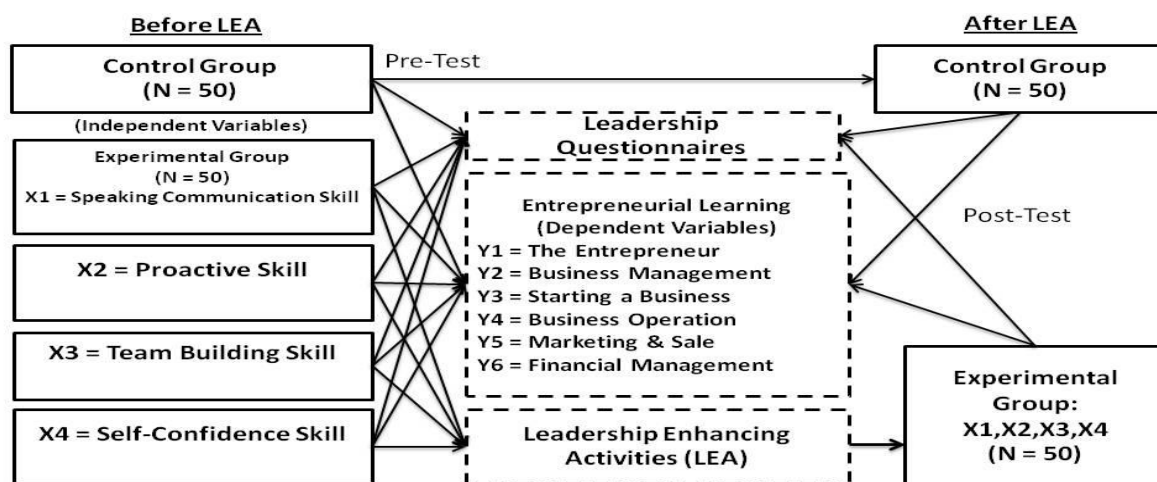 Before LEA
Control Group
(N = 50)
(Independent Variables)
Experimental Group
(N = 50)
X1 = Speaking Communication Skill
X2 = Proactive Skill
X3 = Team Building Skill
X4 = Self-Confidence Skill
Pre-Test
Leadership
Questionnaires
Entrepreneurial Learning
(Dependent Variables)
Y1 = The Entrepreneur
Y2 = Business Management
Y3 = Starting a Business
Y4 = Business Operation
Y5 = Marketing & Sale
Y6 = Financial Management
Leadership Enhancing
Activities (LEA)
After LEA
Control Group
(N = 50)
Post-Test
Experimental
Group:
X1,X2,X3,X4
(N = 50)